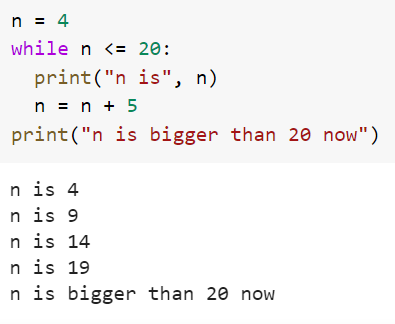 n = 4
while n <= 20:
  print("n is", n)
  n = n + 5
print("n is bigger than 20 now")
n is 4
n is 9
n is 14
n is 19
n is bigger than 20 now